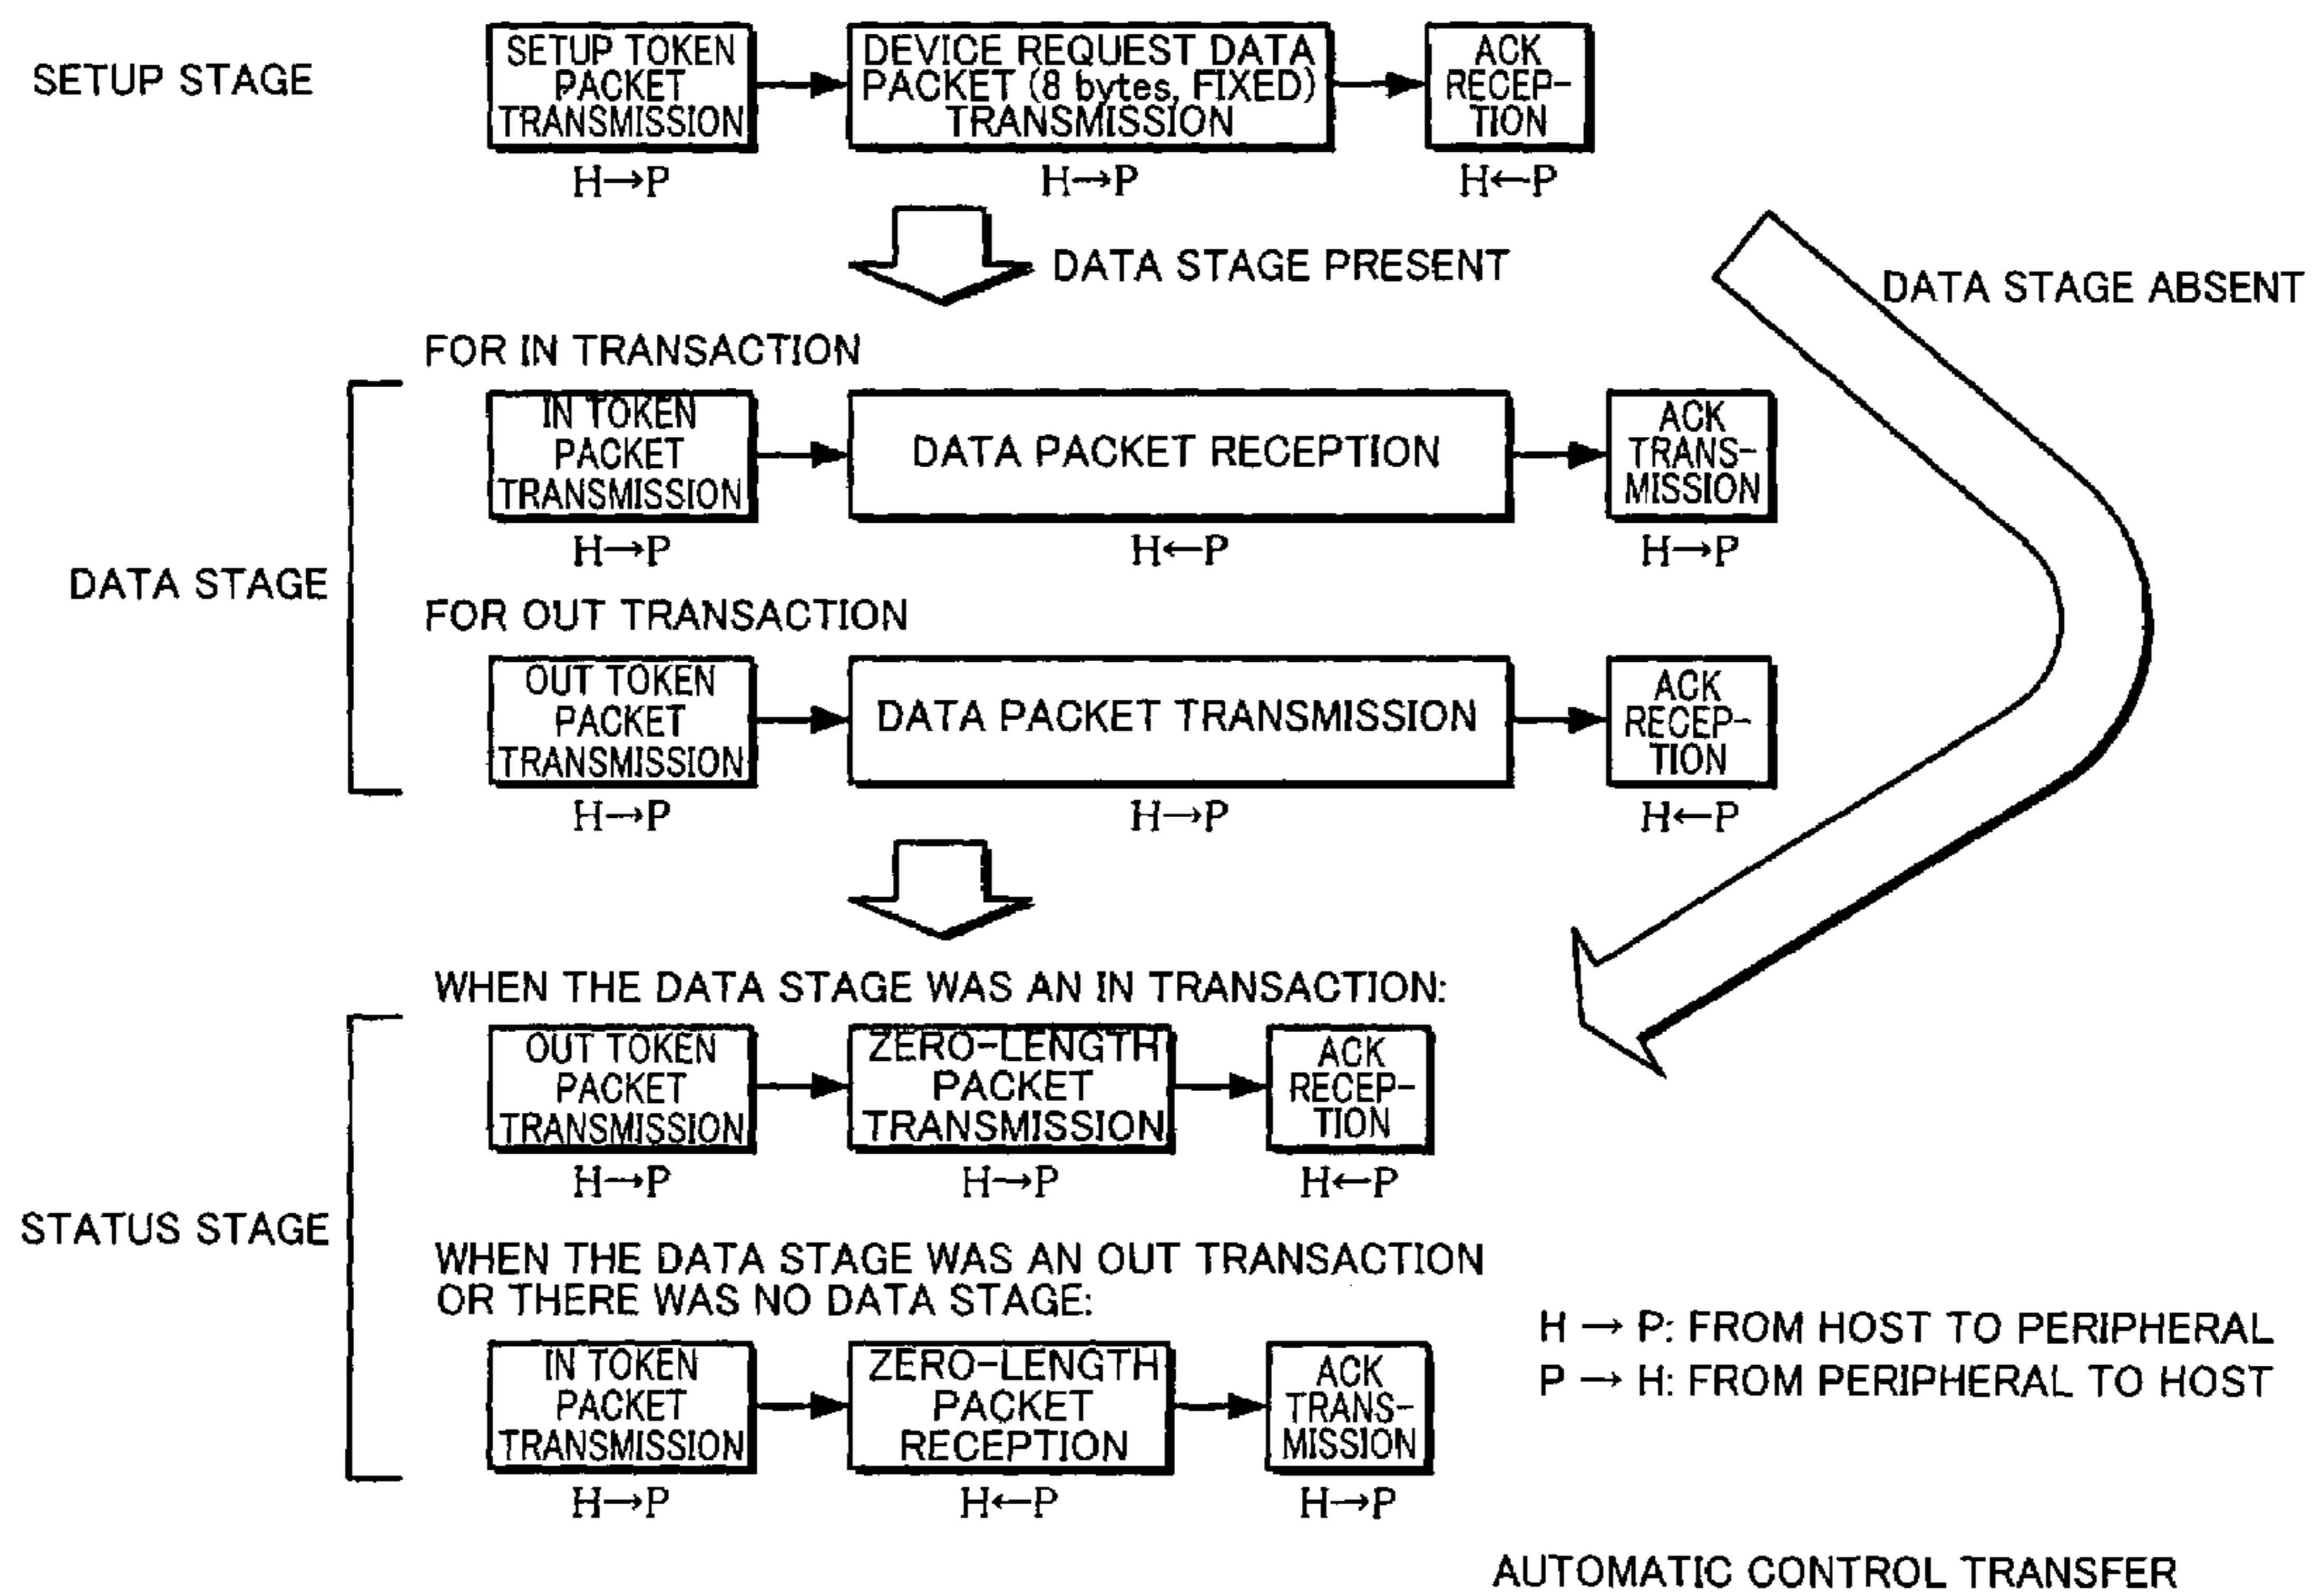 SETUP STAGE
SETUP TOKEN
PACKET
TRANSMISSION
DEVICE REQUEST DATA
PACKET (8 bytes, FIXED)
TRANSMISSION
ACK
RECEP-
TION
H→P
H→P
H←P
DATA STAGE PRESENT
DATA STAGE ABSENT
FOR IN TRANSACTION
IN TOKEN
PACKET
TRANSMISSION
DATA PACKET RECEPTION
ACK
TRANS-
MISSION
H→P
H←P
H→P
DATA STAGE
FOR OUT TRANSACTION
OUT TOKEN
PACKET
TRANSMISSION
DATA PACKET TRANSMISSION
ACK
RECEP-
TION
H→P
H→P
H←P
WHEN THE DATA STAGE WAS AN IN TRANSACTION:
OUT TOKEN
PACKET
TRANSMISSION
ZERO-LENGTH
PACKET
TRANSMISSION
ACK
RECEP-
TION
H→P
H→P
H←P
STATUS STAGE
WHEN THE DATA STAGE WAS AN OUT TRANSACTION
OR THERE WAS NO DATA STAGE:
IN TOKEN
PACKET
TRANSMISSION
ZERO-LENGTH
PACKET
RECEPTION
ACK
TRANS-
MISSION
H→P
H←P
H→P
H → P: FROM HOST TO PERIPHERAL
P → H: FROM PERIPHERAL TO HOST
AUTOMATIC CONTROL TRANSFER